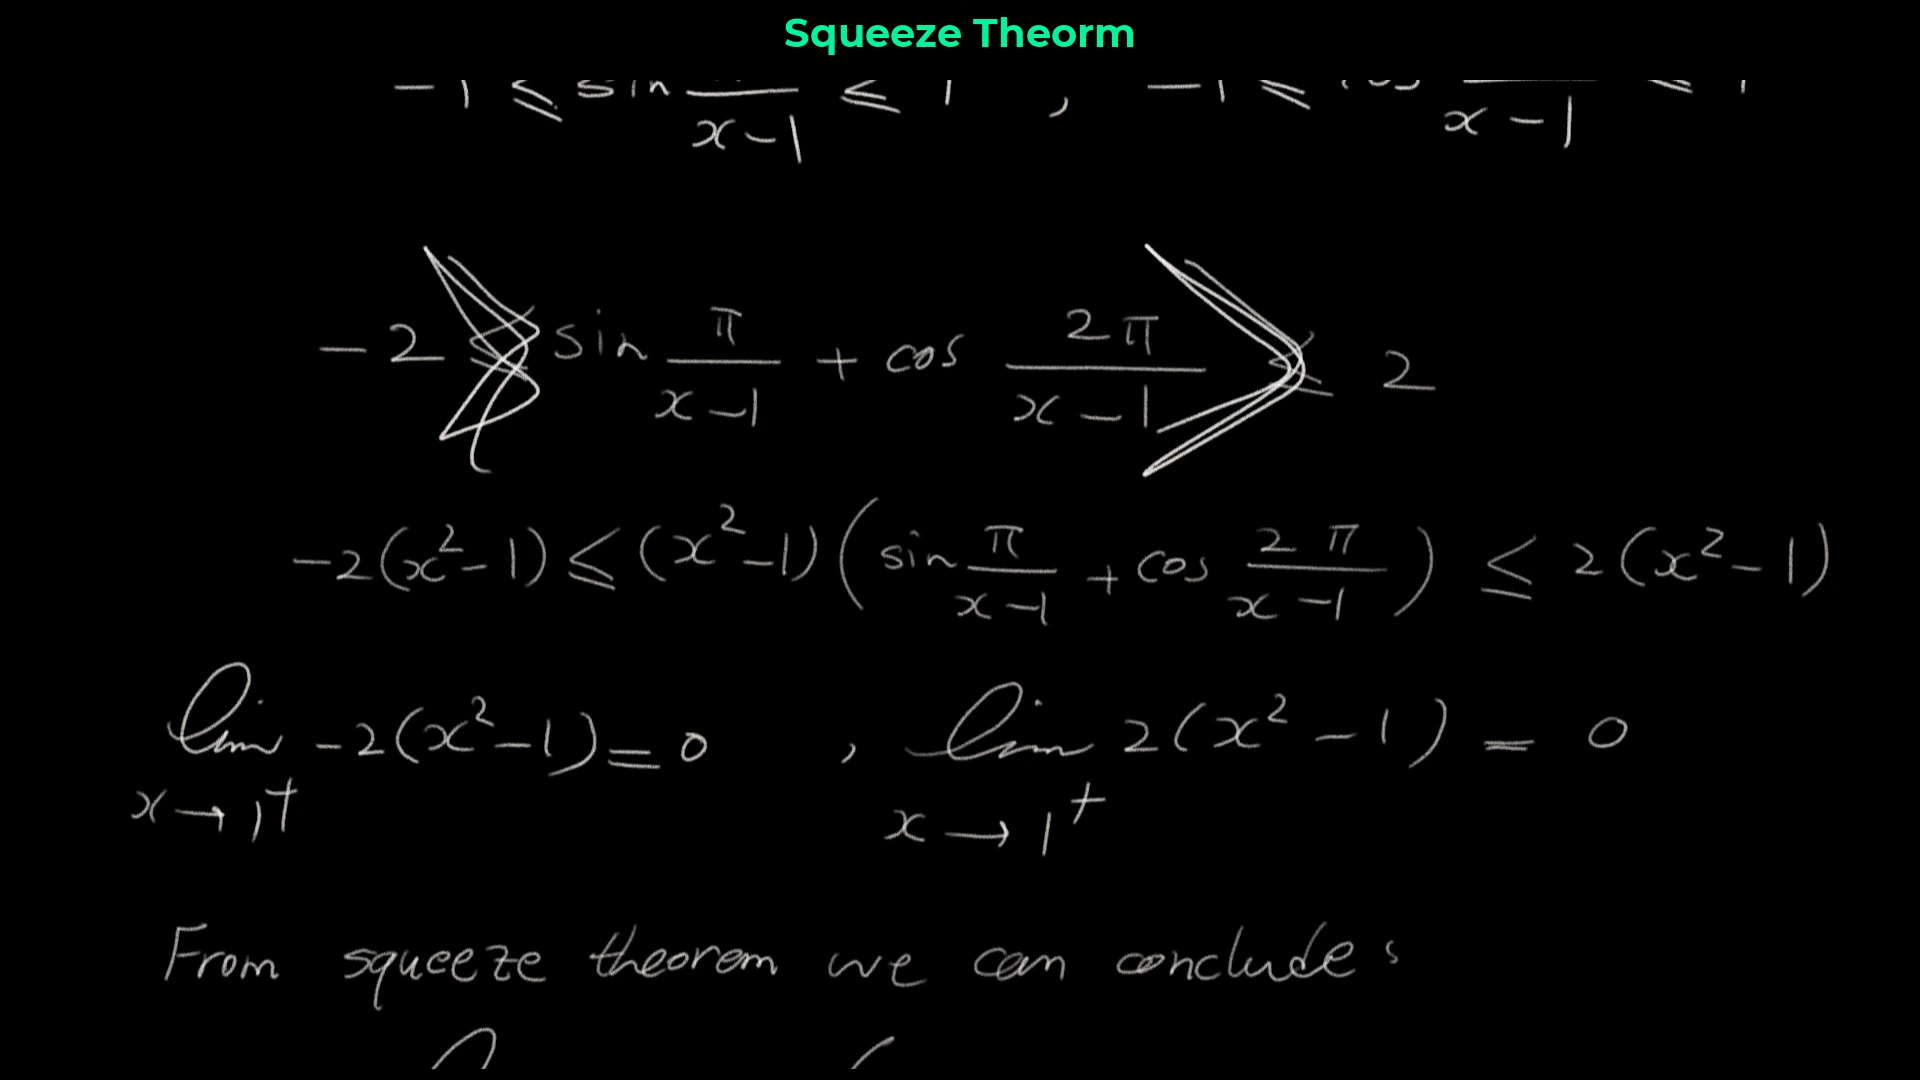 Squeeze Theorm
-1 ≤ sin π/(x-1) ≤ 1 , -1 ≤ cos /(x-1) ≤ 1
-2 ≤ sin π/(x-1) + cos 2π/(x-1) ≤ 2
-2(x²-1) ≤ (x²-1)(sin π/(x-1) + cos 2π/(x-1)) ≤ 2(x²-1)
lim x→1⁺ -2(x²-1) = 0 , lim x→1⁺ 2(x²-1) = 0
From squeeze theorem we can conclude: